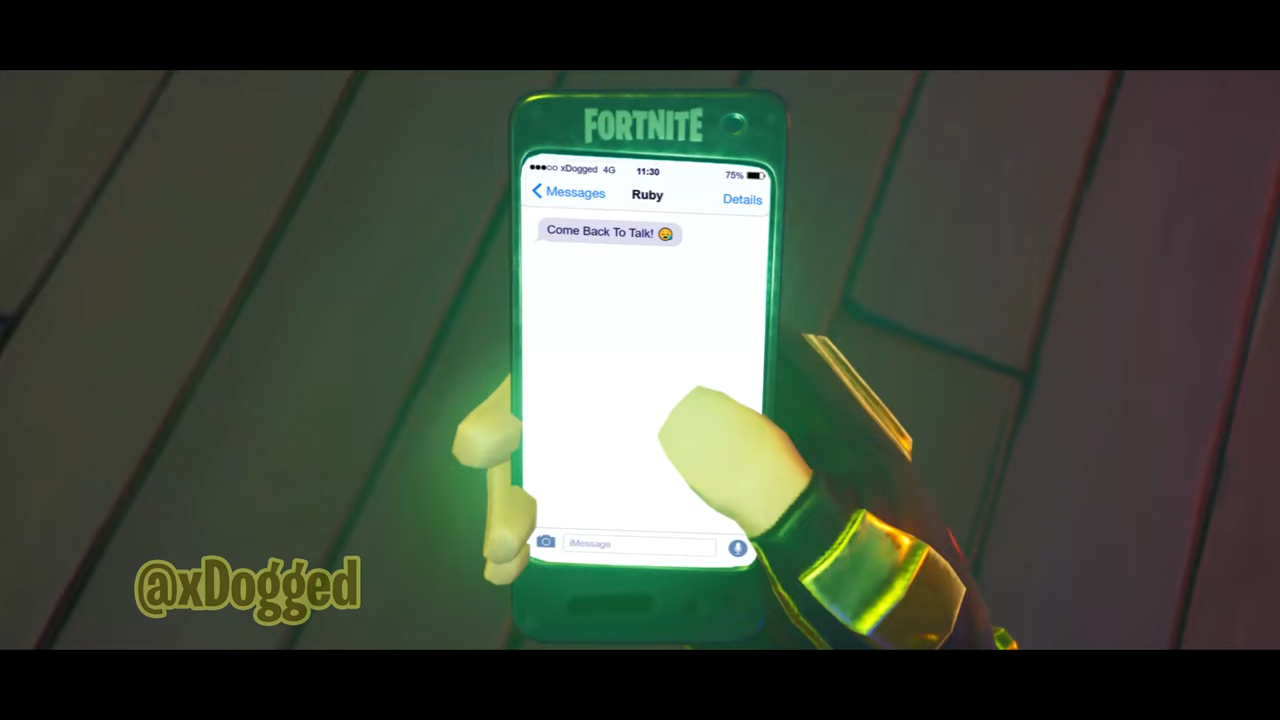 FORTNITE
xDogged 4G 11:30 75%
Messages Ruby Details
Come Back To Talk! 😪
iMessage
@xDogged